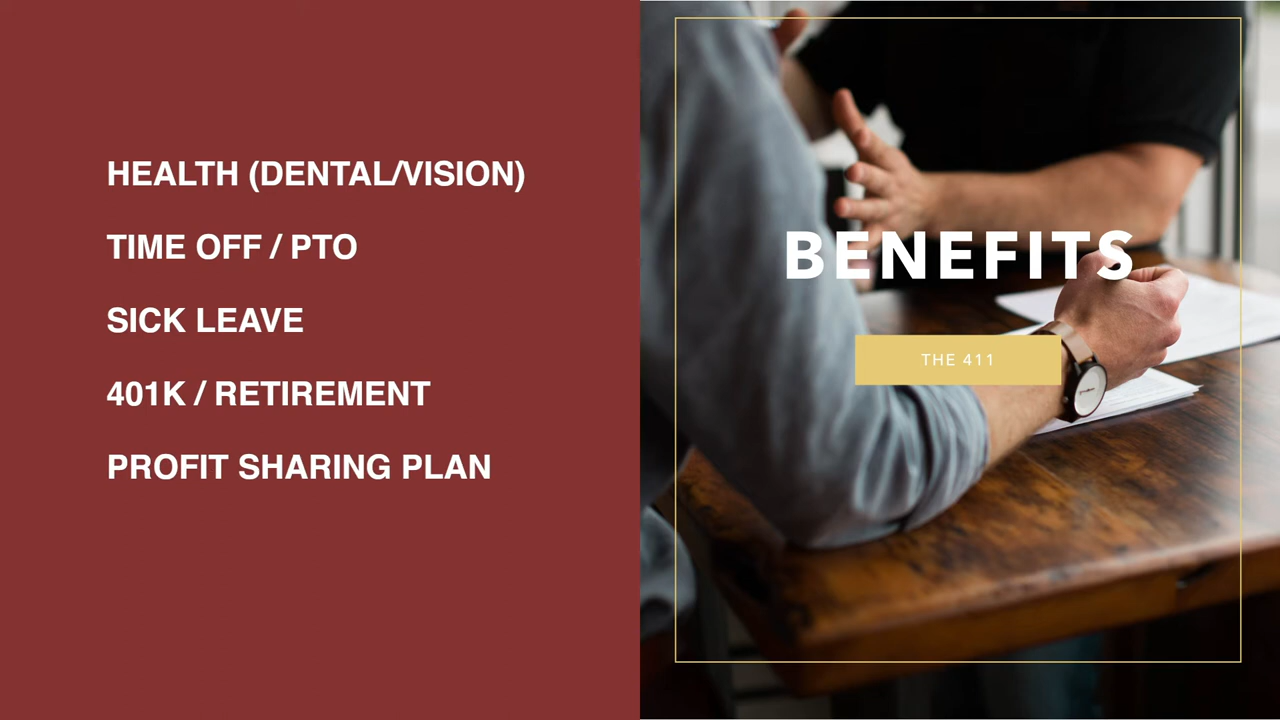 HEALTH (DENTAL/VISION)
TIME OFF / PTO
SICK LEAVE
401K / RETIREMENT
PROFIT SHARING PLAN
BENEFITS
THE 411